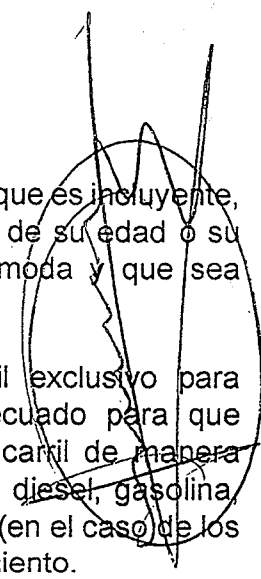 que es incluyente,
de su edad o su
moda y que sea
il exclusivo para
ecuado para que
carril de manera
diesel, gasolina,
(en el caso de los
ciento.